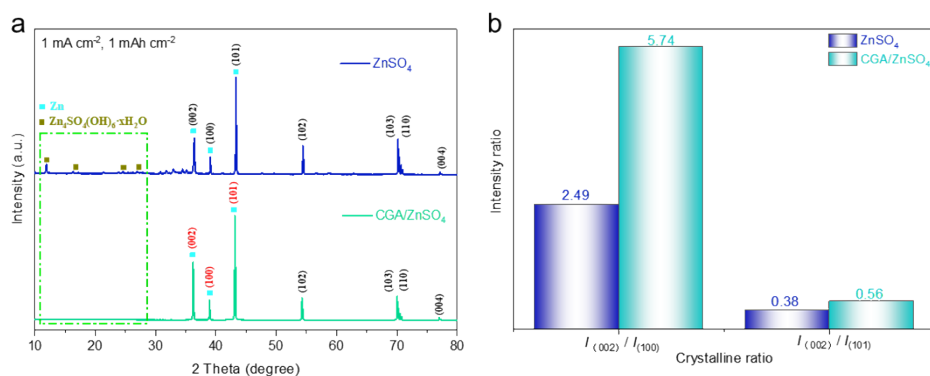 a
1 mA cm-2, 1 mAh cm-2
ZnSO4
Zn
Zn4SO4(OH)6·xH2O
(002)
(100)
(101)
(102)
(103)
(110)
(004)
CGA/ZnSO4
(002)
(100)
(101)
(102)
(103)
(110)
(004)
Intensity (a.u.)
10 20 30 40 50 60 70 80
2 Theta (degree)
b
ZnSO4
CGA/ZnSO4
2.49
5.74
0.38
0.56
Intensity ratio
I(002) / I(100)
I(002) / I(101)
Crystalline ratio